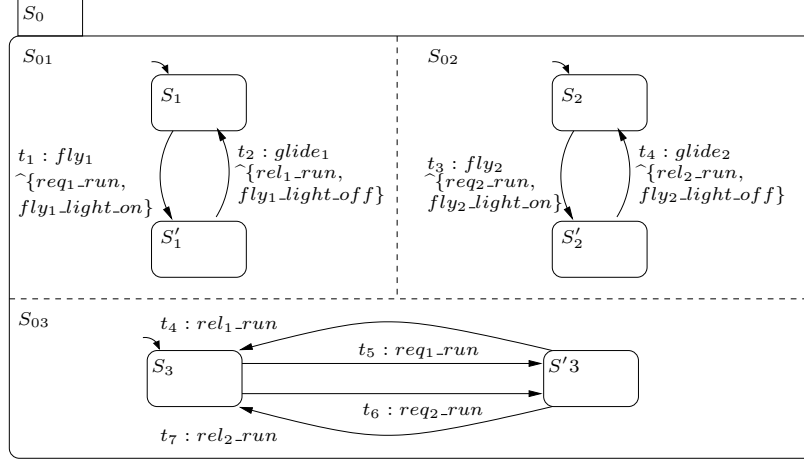 S0
S01
S1
t1 : fly1
^{req1_run,
fly1_light_on}
t2 : glide1
^{rel1_run,
fly1_light_off}
S′1
S02
S2
t3 : fly2
^{req2_run,
fly2_light_on}
t4 : glide2
^{rel2_run,
fly2_light_off}
S′2
S03
t4 : rel1_run
S3
t5 : req1_run
S′3
t6 : req2_run
t7 : rel2_run